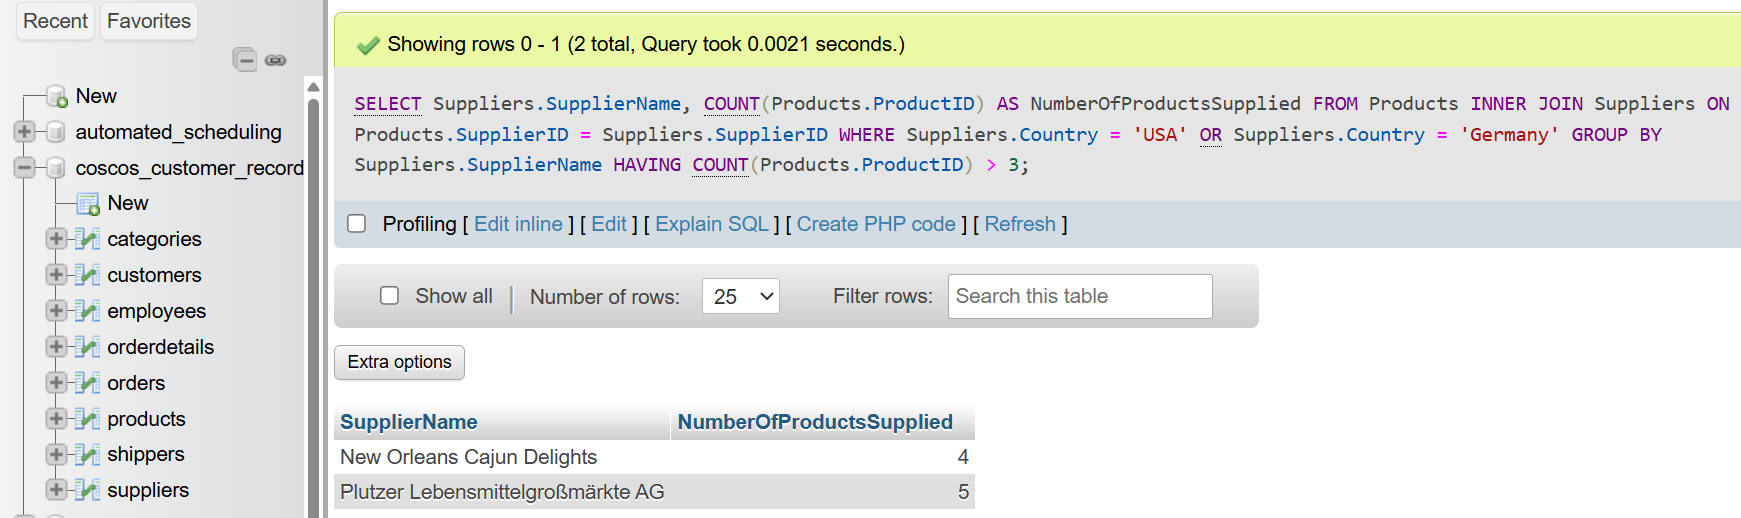 Recent Favorites
New
automated_scheduling
coscos_customer_record
New
categories
customers
employees
orderdetails
orders
products
shippers
suppliers
Showing rows 0 - 1 (2 total, Query took 0.0021 seconds.)
SELECT Suppliers.SupplierName, COUNT(Products.ProductID) AS NumberOfProductsSupplied FROM Products INNER JOIN Suppliers ON
Products.SupplierID = Suppliers.SupplierID WHERE Suppliers.Country = 'USA' OR Suppliers.Country = 'Germany' GROUP BY
Suppliers.SupplierName HAVING COUNT(Products.ProductID) > 3;
Profiling [ Edit inline ] [ Edit ] [ Explain SQL ] [ Create PHP code ] [ Refresh ]
Show all | Number of rows: 25 Filter rows: Search this table
Extra options
SupplierName NumberOfProductsSupplied
New Orleans Cajun Delights 4
Plutzer Lebensmittelgroßmärkte AG 5